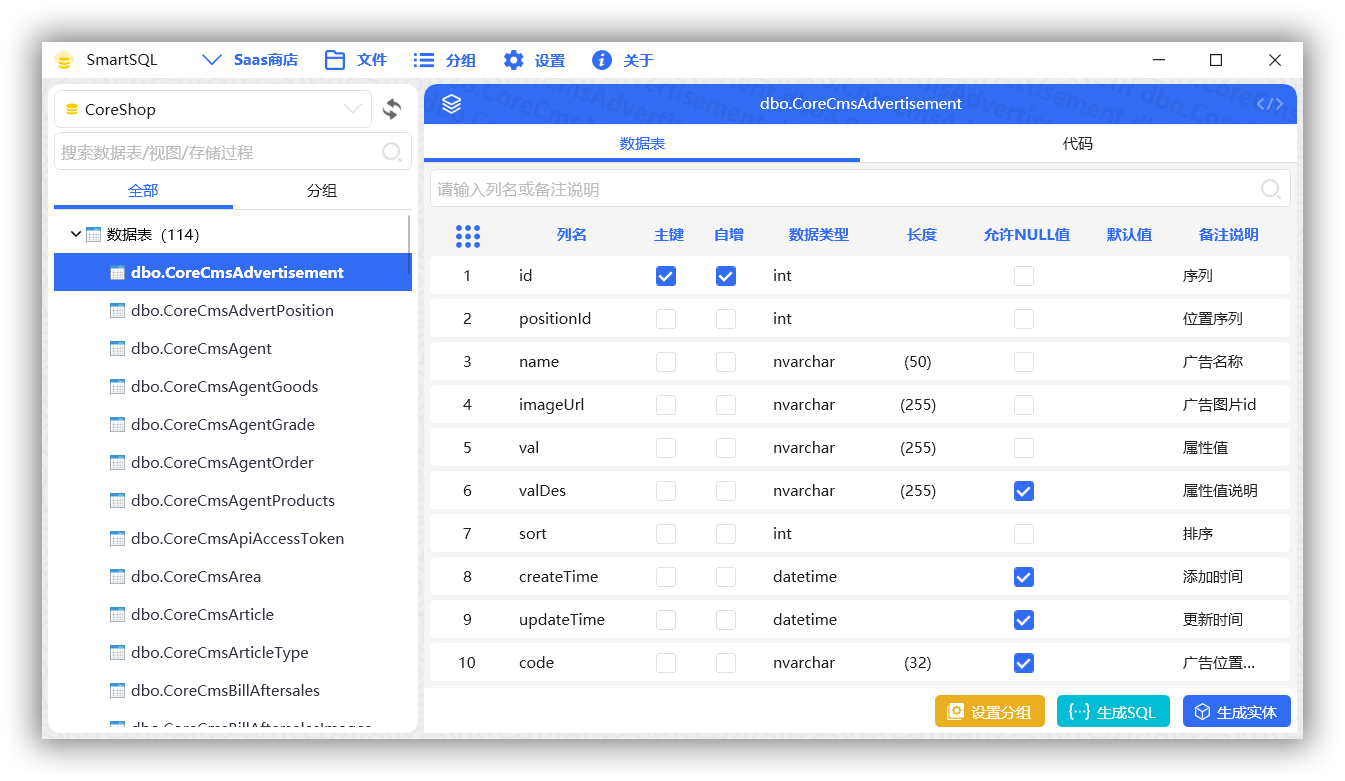 SmartSQL Saas商店 文件 分组 设置 关于
CoreShop
搜索数据表/视图/存储过程
全部 分组
数据表（114）
dbo.CoreCmsAdvertisement
dbo.CoreCmsAdvertPosition
dbo.CoreCmsAgent
dbo.CoreCmsAgentGoods
dbo.CoreCmsAgentGrade
dbo.CoreCmsAgentOrder
dbo.CoreCmsAgentProducts
dbo.CoreCmsApiAccessToken
dbo.CoreCmsArea
dbo.CoreCmsArticle
dbo.CoreCmsArticleType
dbo.CoreCmsBillAftersales
dbo.CoreCmsBillAftersalesImages
dbo.CoreCmsAdvertisement
数据表 代码
请输入列名或备注说明
列名 主键 自增 数据类型 长度 允许NULL值 默认值 备注说明
1 id int 序列
2 positionId int 位置序列
3 name nvarchar (50) 广告名称
4 imageUrl nvarchar (255) 广告图片id
5 val nvarchar (255) 属性值
6 valDes nvarchar (255) 属性值说明
7 sort int 排序
8 createTime datetime 添加时间
9 updateTime datetime 更新时间
10 code nvarchar (32) 广告位置...
设置分组 生成SQL 生成实体